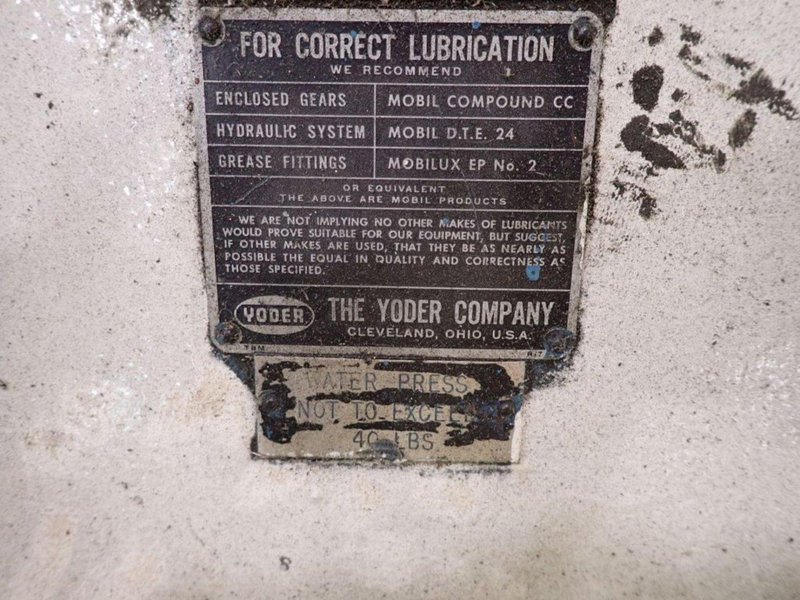 FOR CORRECT LUBRICATION
WE RECOMMEND
ENCLOSED GEARS MOBIL COMPOUND CC
HYDRAULIC SYSTEM MOBIL D.T.E. 24
GREASE FITTINGS MOBILUX EP No. 2
OR EQUIVALENT
THE ABOVE ARE MOBIL PRODUCTS
WE ARE NOT IMPLYING NO OTHER MAKES OF LUBRICANTS
WOULD PROVE SUITABLE FOR OUR EQUIPMENT, BUT SUGGEST,
IF OTHER MAKES ARE USED, THAT THEY BE AS NEARLY AS
POSSIBLE THE EQUAL IN QUALITY AND CORRECTNESS AS
THOSE SPECIFIED.
YODER THE YODER COMPANY
CLEVELAND, OHIO, U.S.A.
WATER PRESS.
NOT TO EXCEED
40 LBS